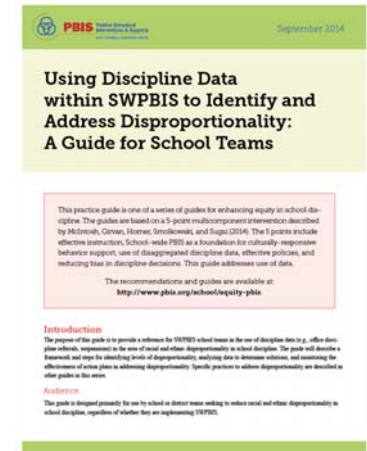 PBIS Positive Behavioral
Interventions & Supports
September 2014
Using Discipline Data
within SWPBIS to Identify and
Address Disproportionality:
A Guide for School Teams
This practice guide is one of a series of guides for enhancing equity in school dis-
cipline. The guides are based on a 5-point multicomponent intervention described
by McIntosh, Girvan, Horner, Smolkowski, and Sugai (2014). The 5 points include
effective instruction, School-wide PBIS as a foundation for culturally-responsive
behavior support, use of disaggregated discipline data, effective policies, and
reducing bias in discipline decisions. This guide addresses use of data.
The recommendations and guides are available at:
http://www.pbis.org/school/equity-pbis
Introduction
The purpose of this guide is to provide a reference for SWPBIS school teams in the use of discipline data (e.g., office disci-
pline referrals, suspensions) in the area of racial and ethnic disproportionality in school discipline. The guide will describe a
framework and steps for identifying levels of disproportionality, analyzing data to determine solutions, and monitoring the
effectiveness of action plans in addressing disproportionality. Specific practices to address disproportionality are described in
other guides in this series.
Audience
This guide is designed primarily for use by school or district teams seeking to reduce racial and ethnic disproportionality in
school discipline, regardless of whether they are implementing SWPBIS.